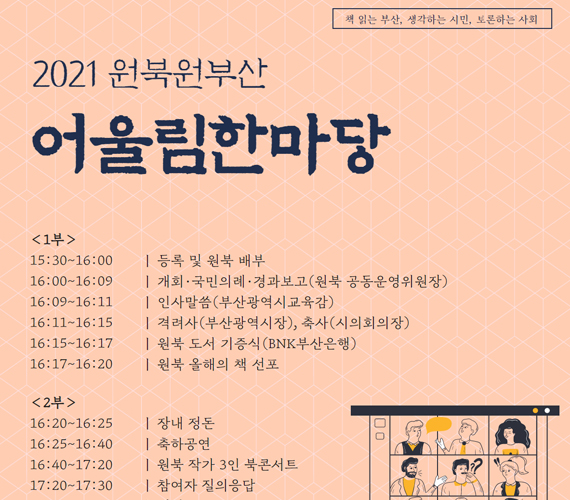 책 읽는 부산, 생각하는 시민, 토론하는 사회
2021 원북원부산
어울림한마당
<1부>
15:30~16:00 | 등록 및 원북 배부
16:00~16:09 | 개회·국민의례·경과보고(원북 공동운영위원장)
16:09~16:11 | 인사말씀(부산광역시교육감)
16:11~16:15 | 격려사(부산광역시장), 축사(시의회의장)
16:15~16:17 | 원북 도서 기증식(BNK부산은행)
16:17~16:20 | 원북 올해의 책 선포
<2부>
16:20~16:25 | 장내 정돈
16:25~16:40 | 축하공연
16:40~17:20 | 원북 작가 3인 북콘서트
17:20~17:30 | 참여자 질의응답